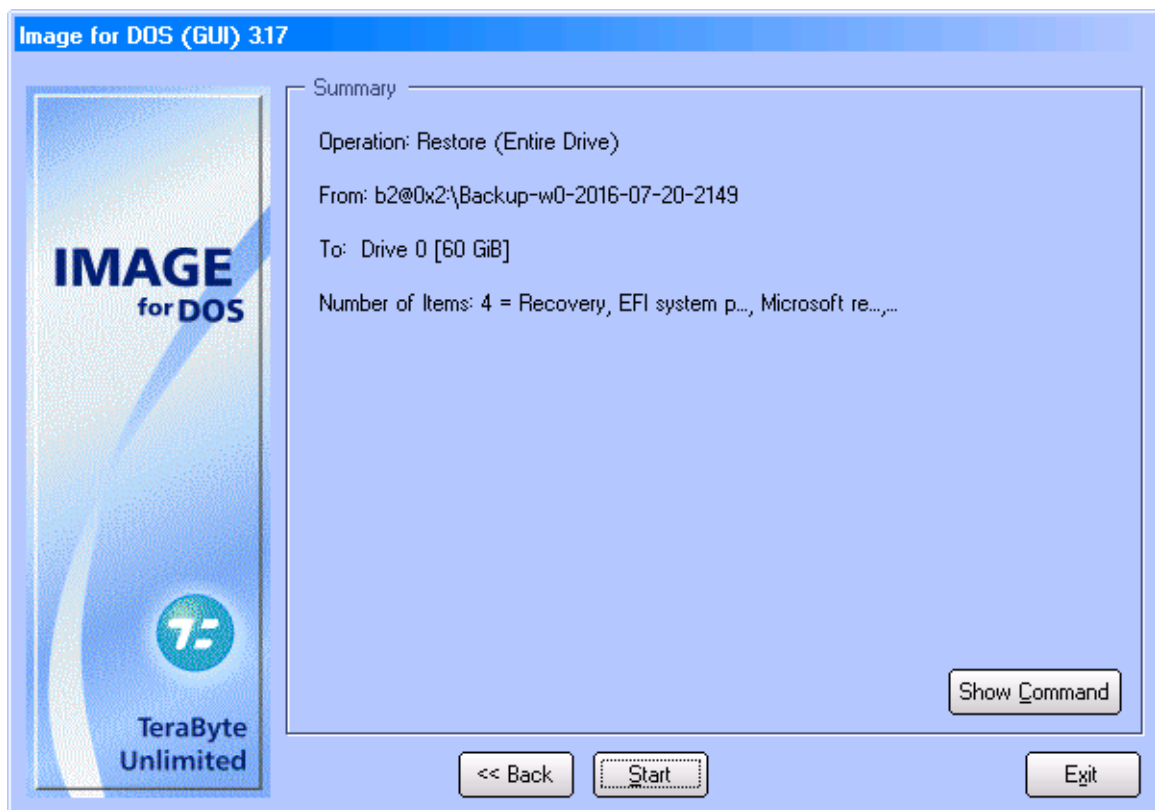 Image for DOS (GUI) 3.17
IMAGE
for DOS
TeraByte
Unlimited
Summary
Operation: Restore (Entire Drive)
From: b2@0x2:\Backup-w0-2016-07-20-2149
To: Drive 0 [60 GiB]
Number of Items: 4 = Recovery, EFI system p..., Microsoft re...,...
Show Command
<< Back
Start
Exit